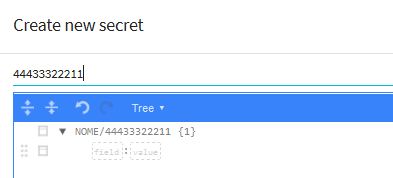 Create new secret
44433322211
Tree
NOME/44433322211 {1}
field : value